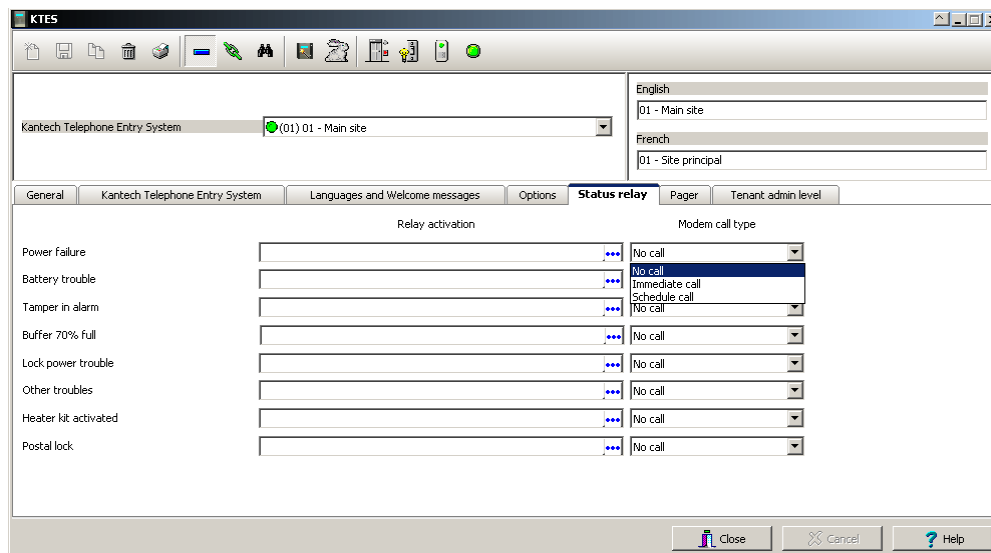 KTES
English
01 - Main site
Kantech Telephone Entry System
(01) 01 - Main site
French
01 - Site principal
General Kantech Telephone Entry System Languages and Welcome messages Options Status relay Pager Tenant admin level
Relay activation Modem call type
Power failure No call
No call
Battery trouble
Immediate call
Schedule call
Tamper in alarm No call
Buffer 70% full No call
Lock power trouble No call
Other troubles No call
Heater kit activated No call
Postal lock No call
Close Cancel Help